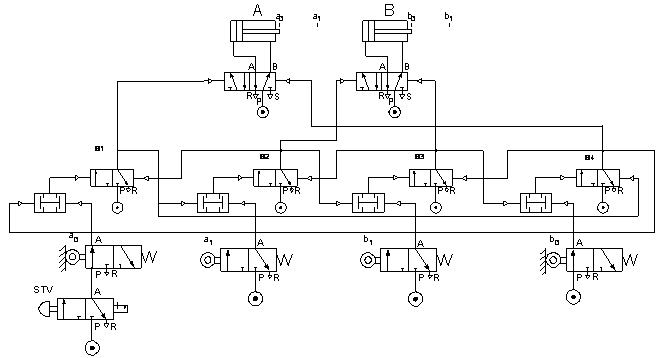 A a0 a1 B b0 b1
A B A B
R P S R P S
B1 B2 B3 B4
P R P R P R P R
a0 a1 b1 b0
A A A A
P R P R P R P R
STV A
P R